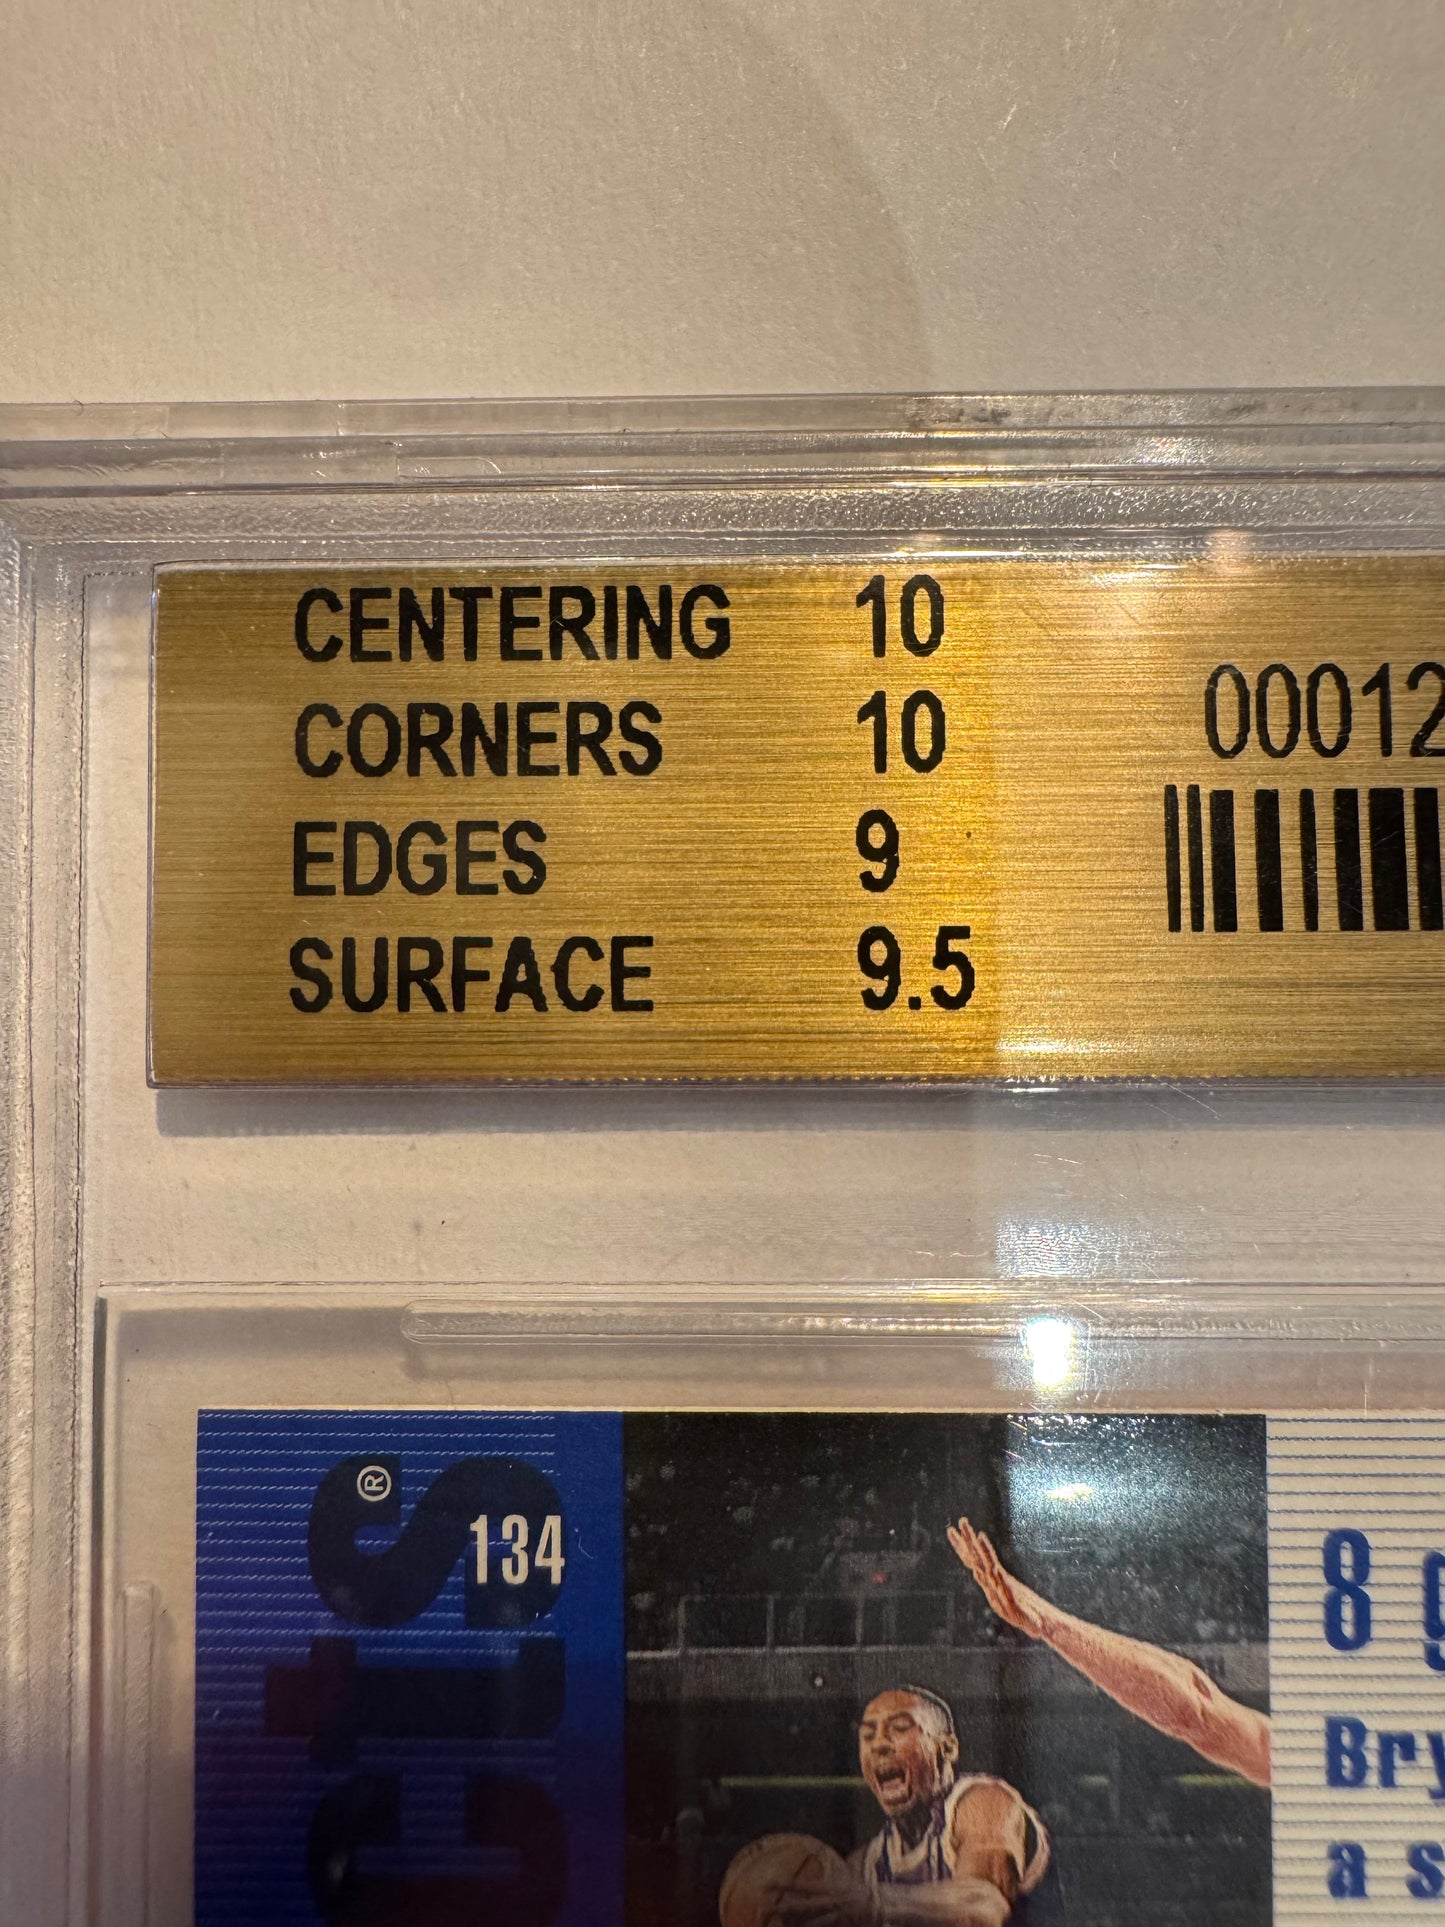 CENTERING 10
CORNERS 10
EDGES 9
SURFACE 9.5
00012
®
134
8 g
Bry
a s